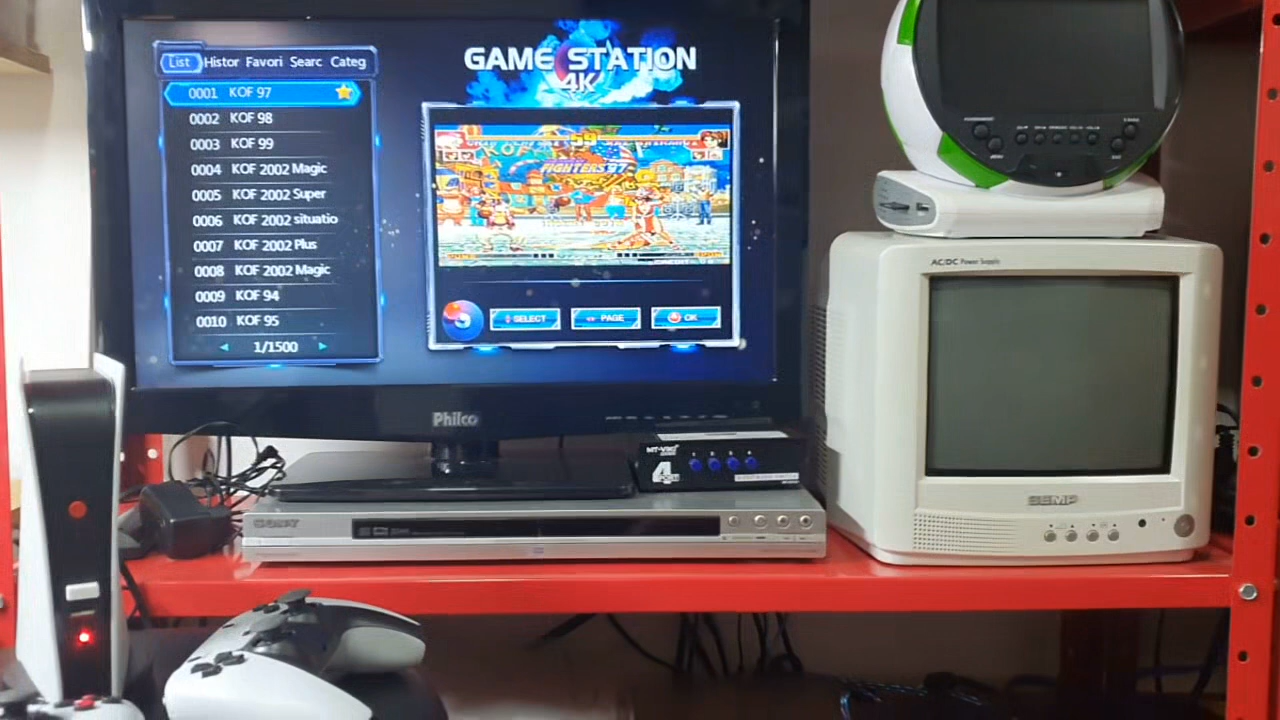 List Histor Favori Searc Categ
0001 KOF 97
0002 KOF 98
0003 KOF 99
0004 KOF 2002 Magic
0005 KOF 2002 Super
0006 KOF 2002 situatio
0007 KOF 2002 Plus
0008 KOF 2002 Magic
0009 KOF 94
0010 KOF 95
1/1500
GAME STATION
4K
59
FIGHTERS'97
SELECT
PAGE
OK
Philco
4
SONY
AC/DC Power Supply
SEMP